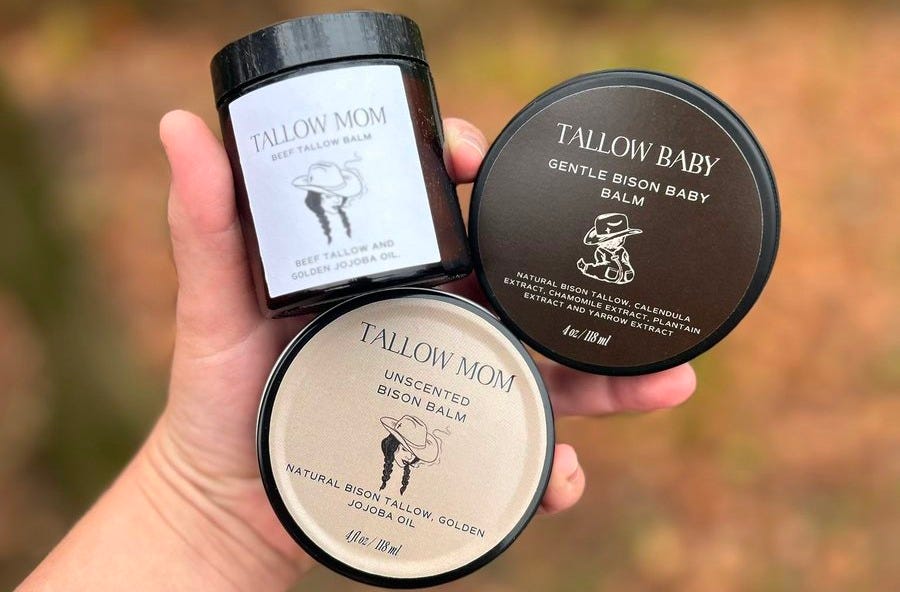 TALLOW MOM
BEEF TALLOW BALM
BEEF TALLOW AND
GOLDEN JOJOBA OIL.
TALLOW BABY
GENTLE BISON BABY
BALM
NATURAL BISON TALLOW, CALENDULA
EXTRACT, CHAMOMILE EXTRACT, PLANTAIN
EXTRACT AND YARROW EXTRACT
4 oz / 118 ml
TALLOW MOM
UNSCENTED
BISON BALM
NATURAL BISON TALLOW, GOLDEN
JOJOBA OIL
4 fl oz / 118 ml